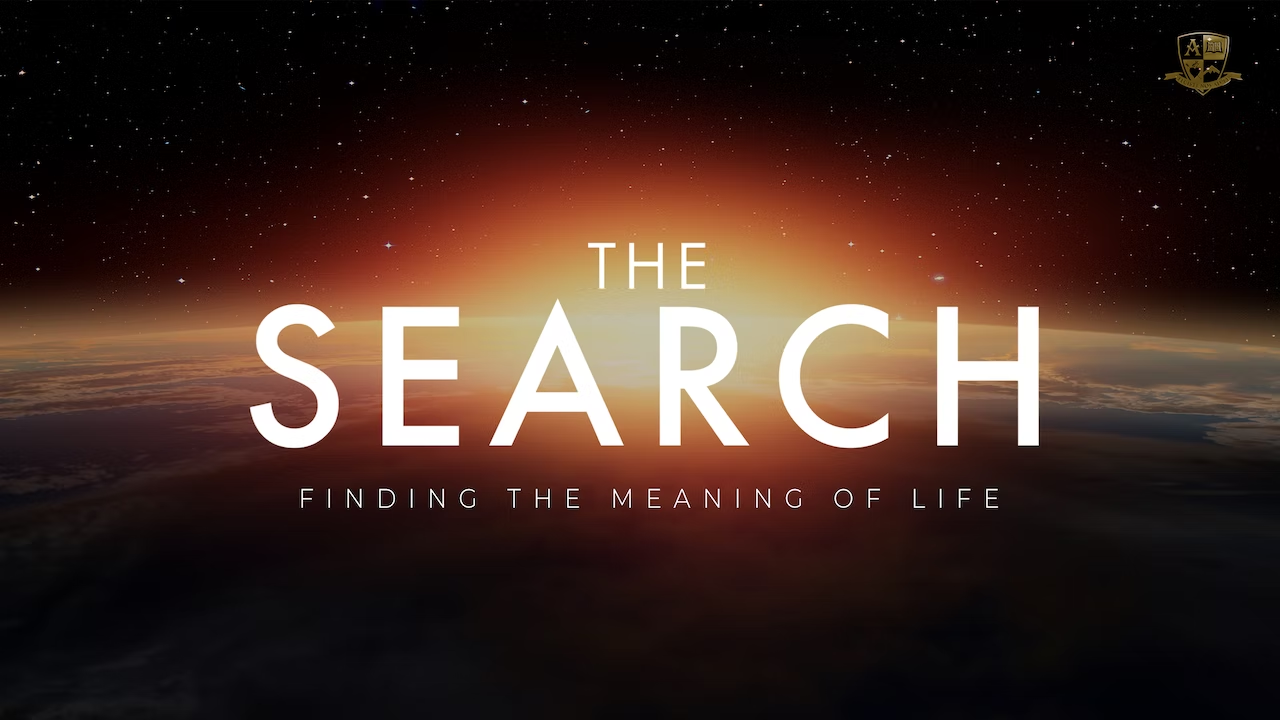 THE
SEARCH
FINDING THE MEANING OF LIFE